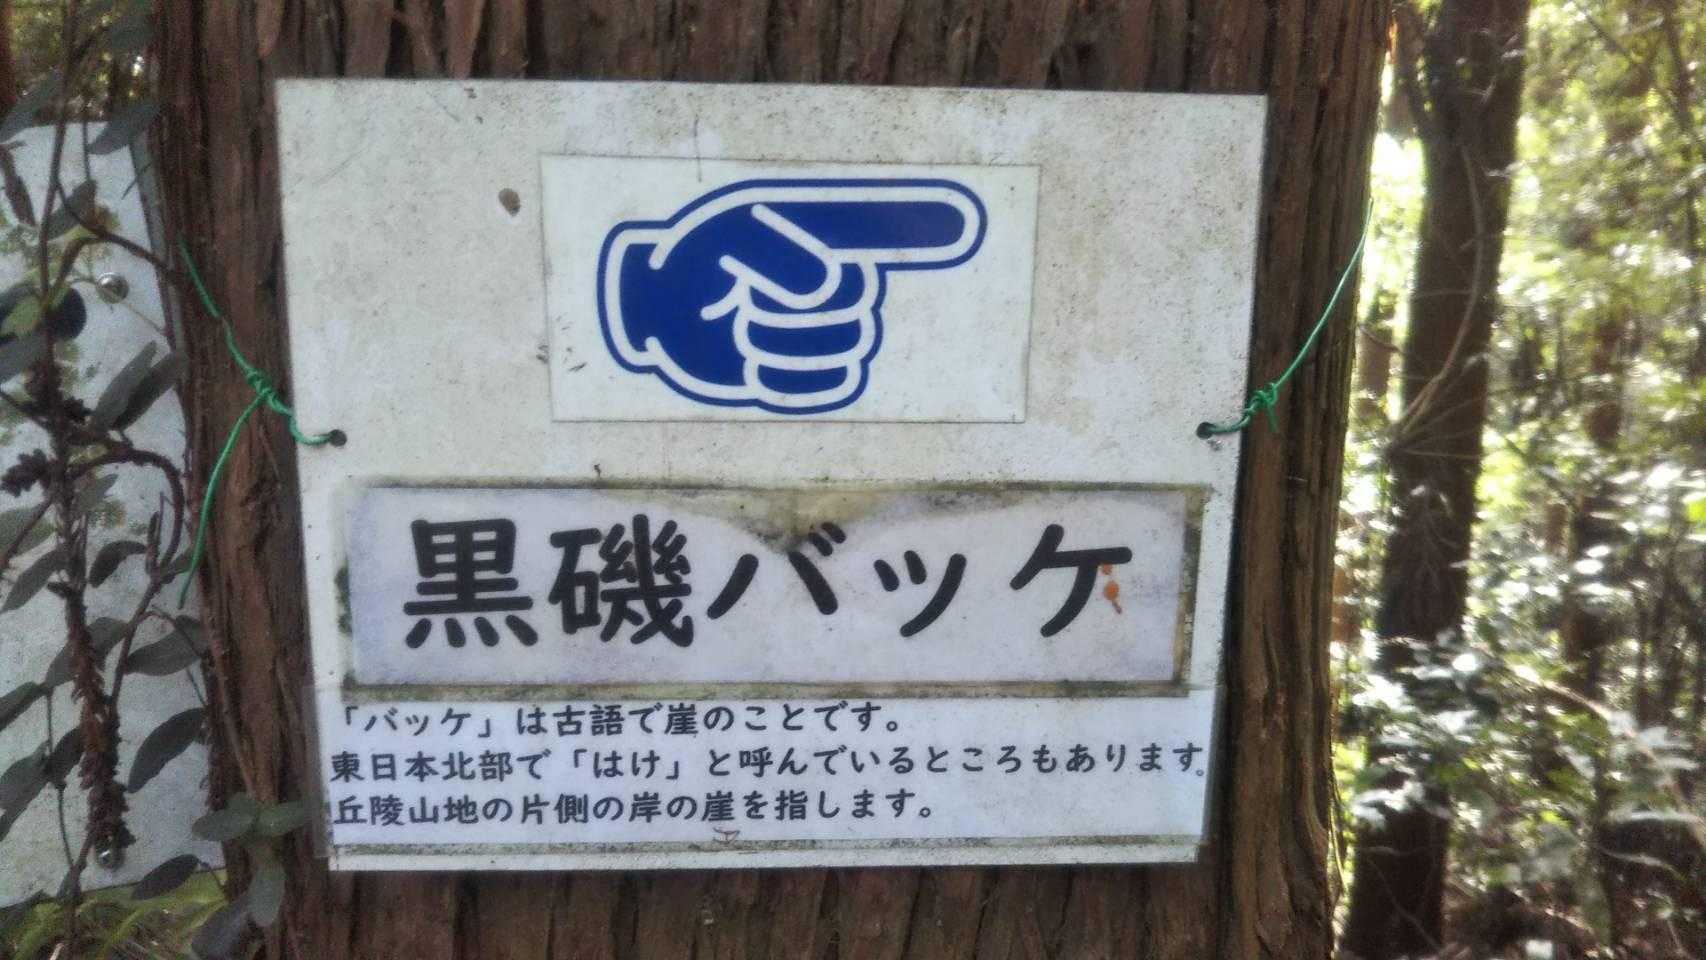 黒磯バッケ
「バッケ」は古語で崖のことです。
東日本北部で「はけ」と呼んでいるところもあります。
丘陵山地の片側の岸の崖を指します。